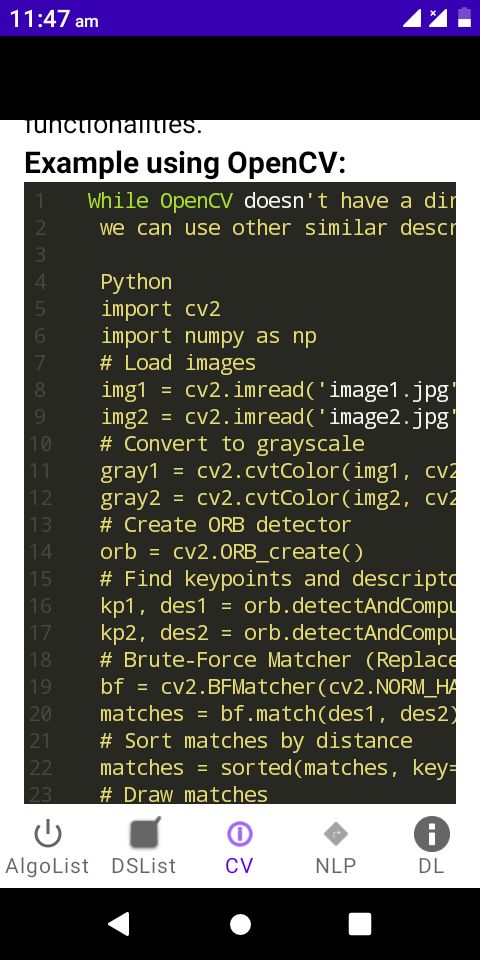 11:47 am
functionalities.
Example using OpenCV:
1 While OpenCV doesn't have a dir
2 we can use other similar descr
3
4 Python
5 import cv2
6 import numpy as np
7 # Load images
8 img1 = cv2.imread('image1.jpg'
9 img2 = cv2.imread('image2.jpg'
10 # Convert to grayscale
11 gray1 = cv2.cvtColor(img1, cv2
12 gray2 = cv2.cvtColor(img2, cv2
13 # Create ORB detector
14 orb = cv2.ORB_create()
15 # Find keypoints and descripto
16 kp1, des1 = orb.detectAndCompu
17 kp2, des2 = orb.detectAndCompu
18 # Brute-Force Matcher (Replace
19 bf = cv2.BFMatcher(cv2.NORM_HA
20 matches = bf.match(des1, des2)
21 # Sort matches by distance
22 matches = sorted(matches, key=
23 # Draw matches
AlgoList DSList CV NLP DL